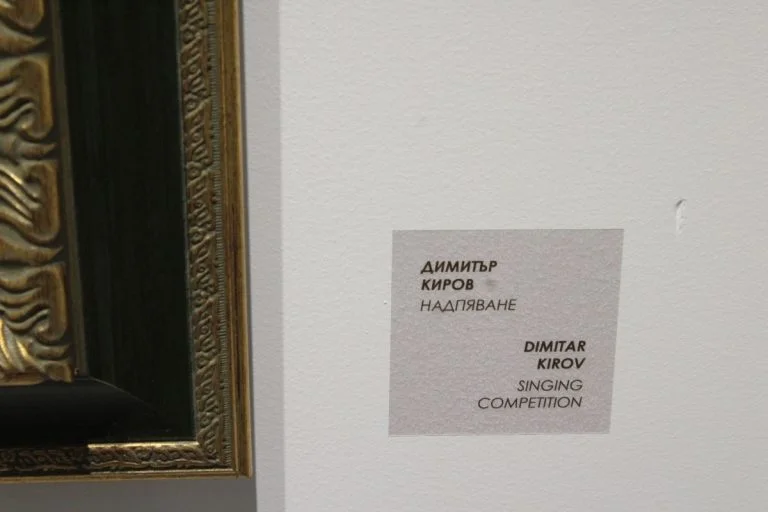 ДИМИТЪР
КИРОВ
НАДПЯВАНЕ
DIMITAR
KIROV
SINGING
COMPETITION